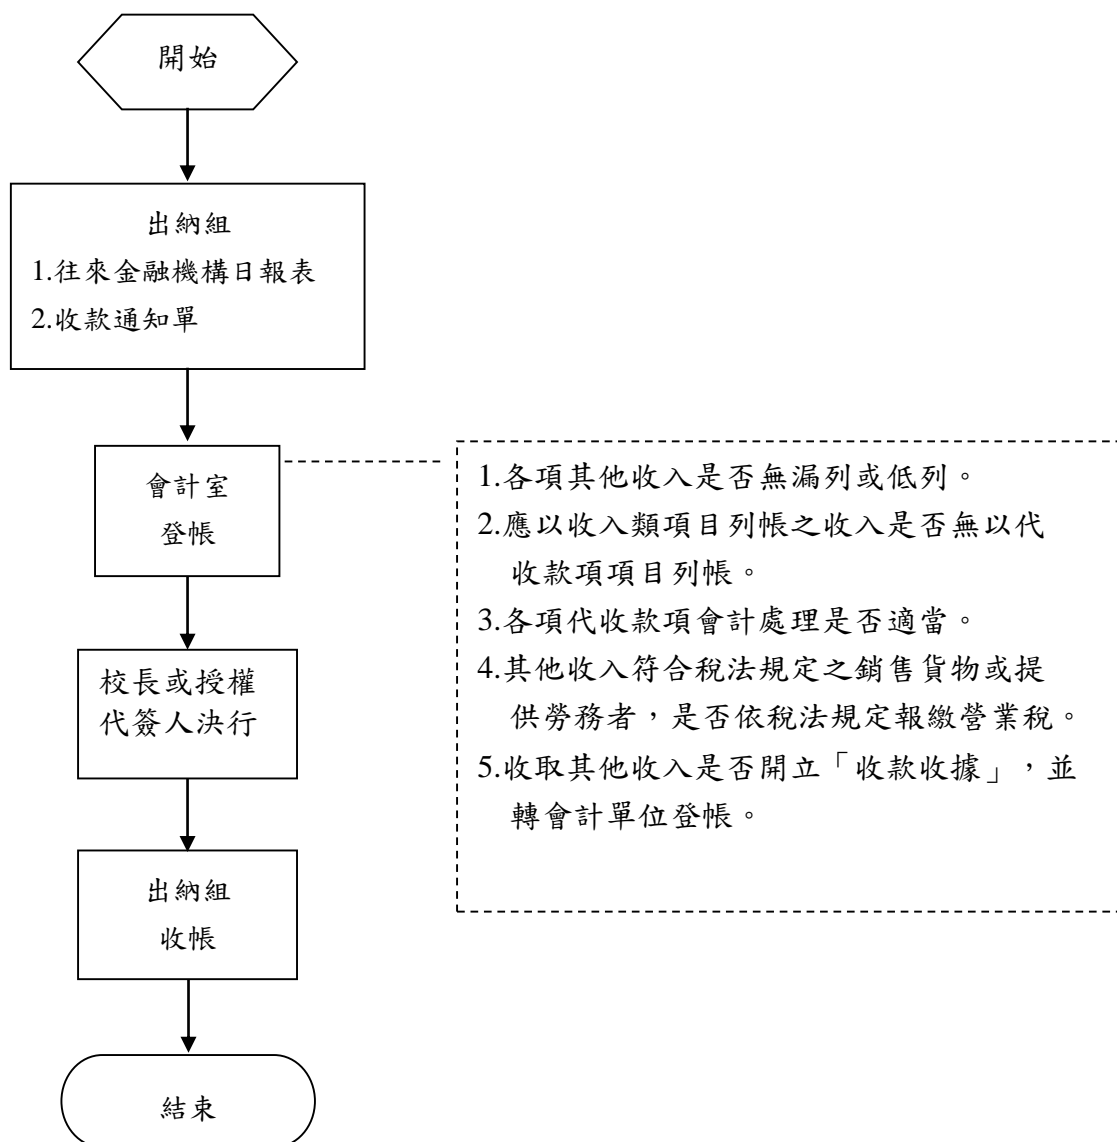 開始
出納組
1.往來金融機構日報表
2.收款通知單
會計室
登帳
1.各項其他收入是否無漏列或低列。
2.應以收入類項目列帳之收入是否無以代
收款項項目列帳。
3.各項代收款項會計處理是否適當。
4.其他收入符合稅法規定之銷售貨物或提
供勞務者，是否依稅法規定報繳營業稅。
5.收取其他收入是否開立「收款收據」，並
轉會計單位登帳。
校長或授權
代簽人決行
出納組
收帳
結束